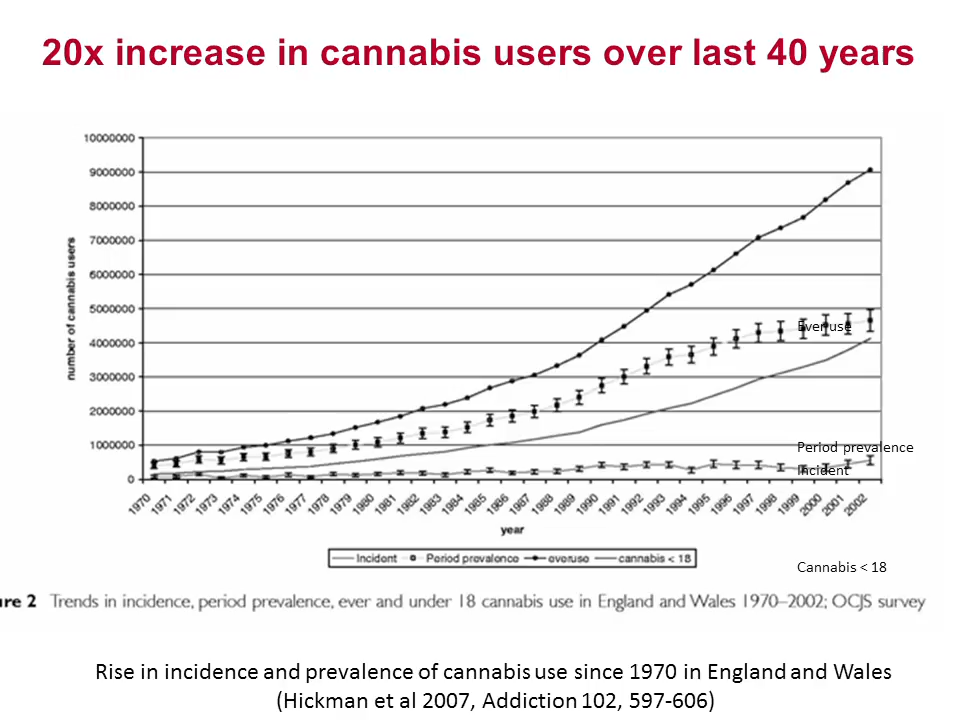 20x increase in cannabis users over last 40 years
10000000
9000000
8000000
7000000
6000000
5000000
4000000
3000000
2000000
1000000
0
number of cannabis users
Ever use
Period prevalence
Incident
1970 1971 1972 1973 1974 1975 1976 1977 1978 1979 1980 1981 1982 1983 1984 1985 1986 1987 1988 1989 1990 1991 1992 1993 1994 1995 1996 1997 1998 1999 2000 2001 2002
year
Incident Period prevalence everuse cannabis < 18
Cannabis < 18
ure 2 Trends in incidence, period prevalence, ever and under 18 cannabis use in England and Wales 1970–2002; OCJS survey
Rise in incidence and prevalence of cannabis use since 1970 in England and Wales
(Hickman et al 2007, Addiction 102, 597-606)